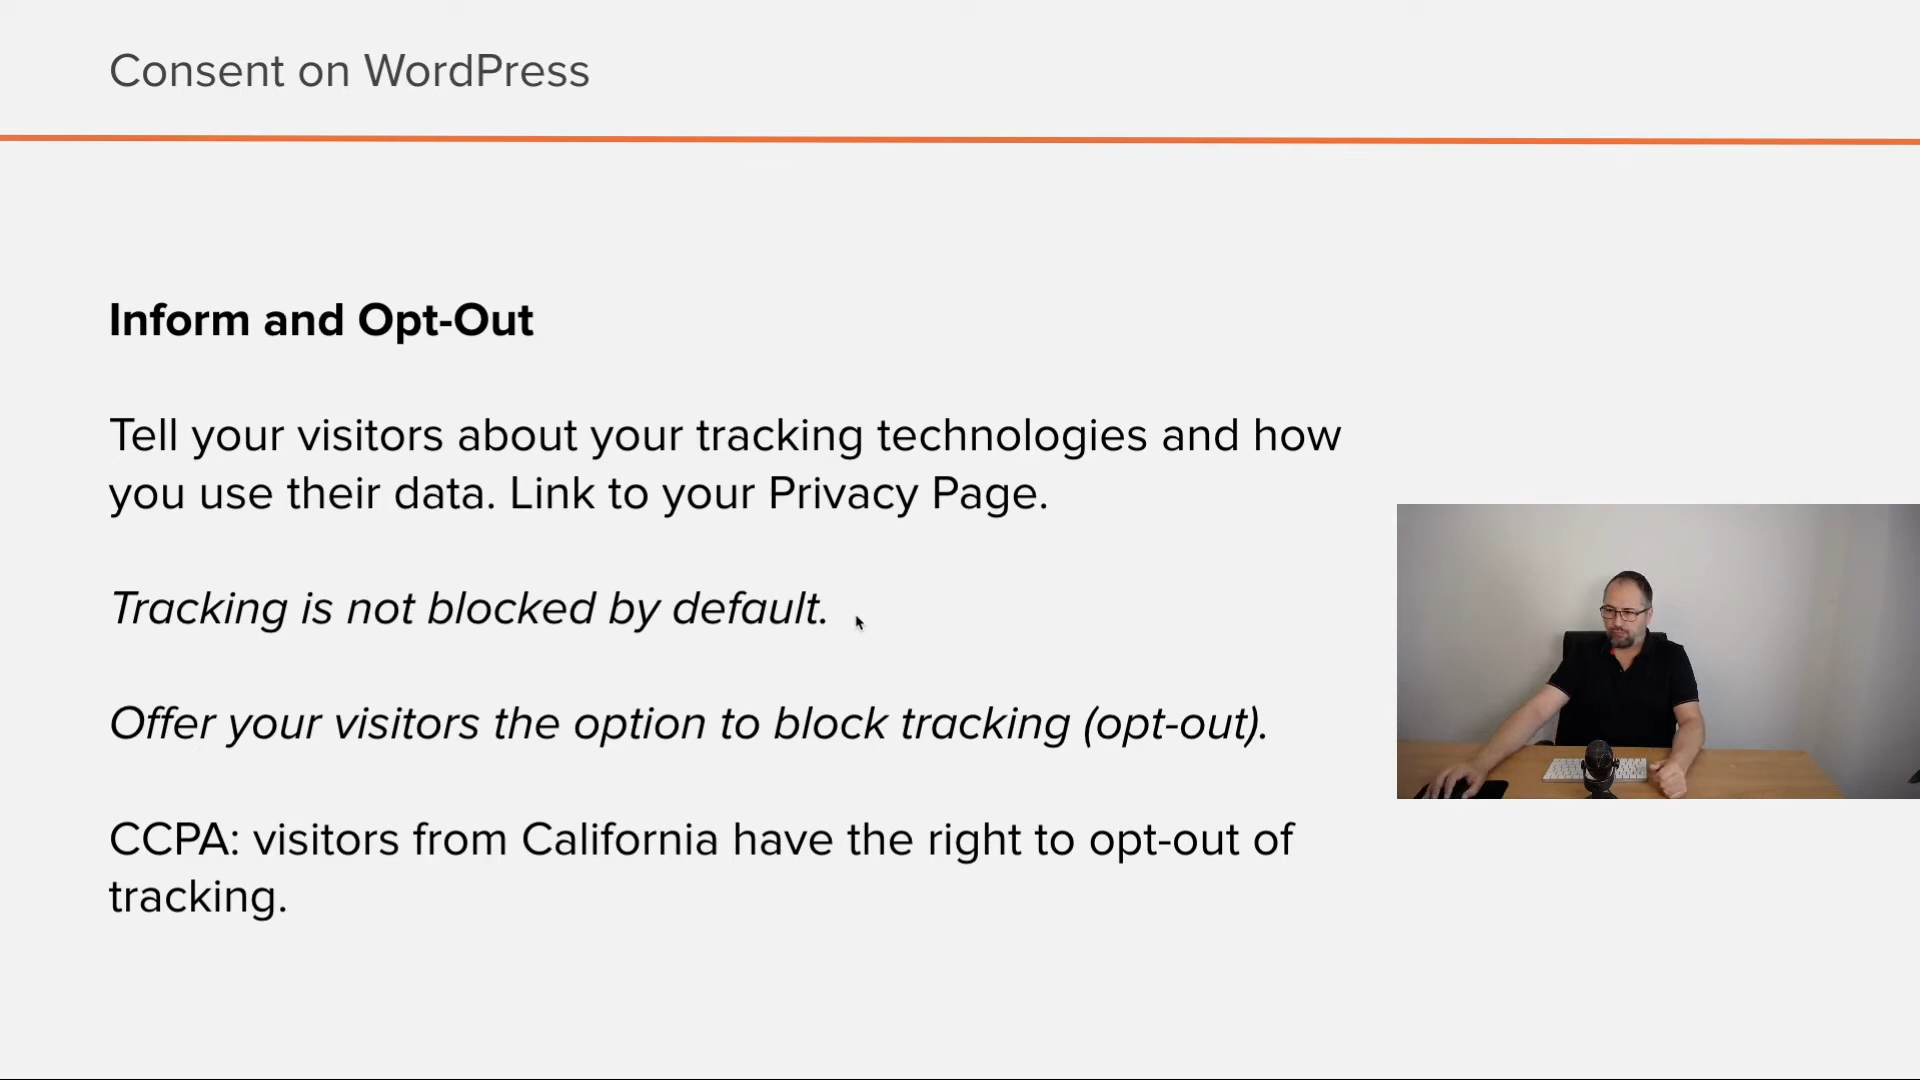 Consent on WordPress
Inform and Opt-Out
Tell your visitors about your tracking technologies and how
you use their data. Link to your Privacy Page.
Tracking is not blocked by default.
Offer your visitors the option to block tracking (opt-out).
CCPA: visitors from California have the right to opt-out of
tracking.